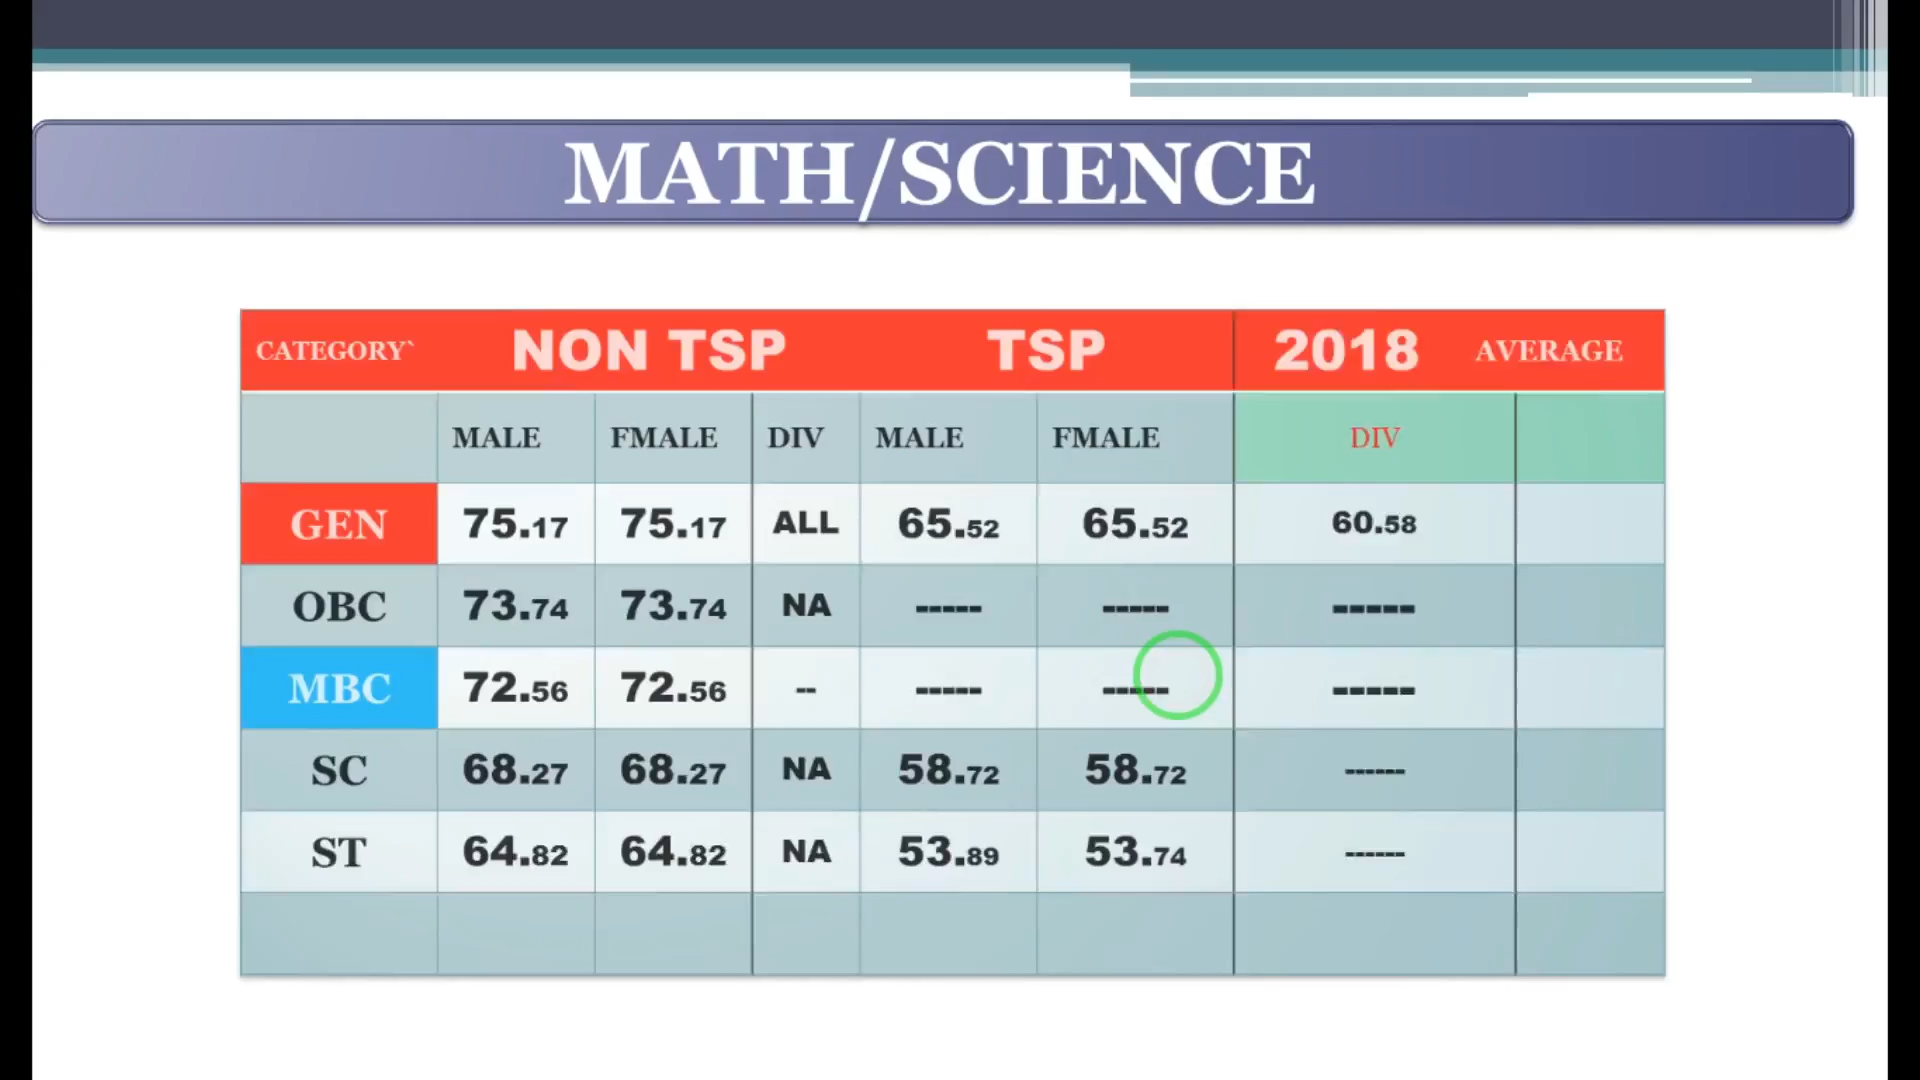 MATH/SCIENCE
CATEGORY` NON TSP TSP 2018 AVERAGE
MALE FMALE DIV MALE FMALE DIV
GEN 75.17 75.17 ALL 65.52 65.52 60.58
OBC 73.74 73.74 NA ----- ----- -----
MBC 72.56 72.56 -- ----- ----- -----
SC 68.27 68.27 NA 58.72 58.72 ------
ST 64.82 64.82 NA 53.89 53.74 ------